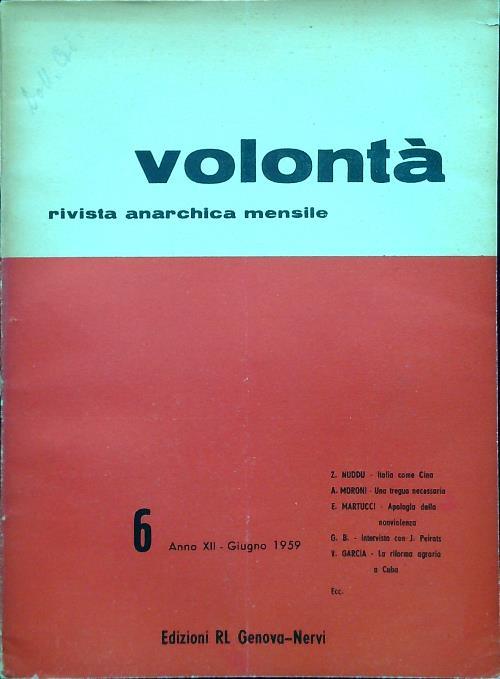 volontà
rivista anarchica mensile
Z. NUDDU - Italia come Cina
A. MORONI - Una tregua necessaria
E. MARTUCCI - Apologia della
nonviolenza
G. B. - Intervista con J. Peirats
V. GARCIA - La riforma agraria
a Cuba
Ecc.
6 Anno XII - Giugno 1959
Edizioni RL Genova-Nervi